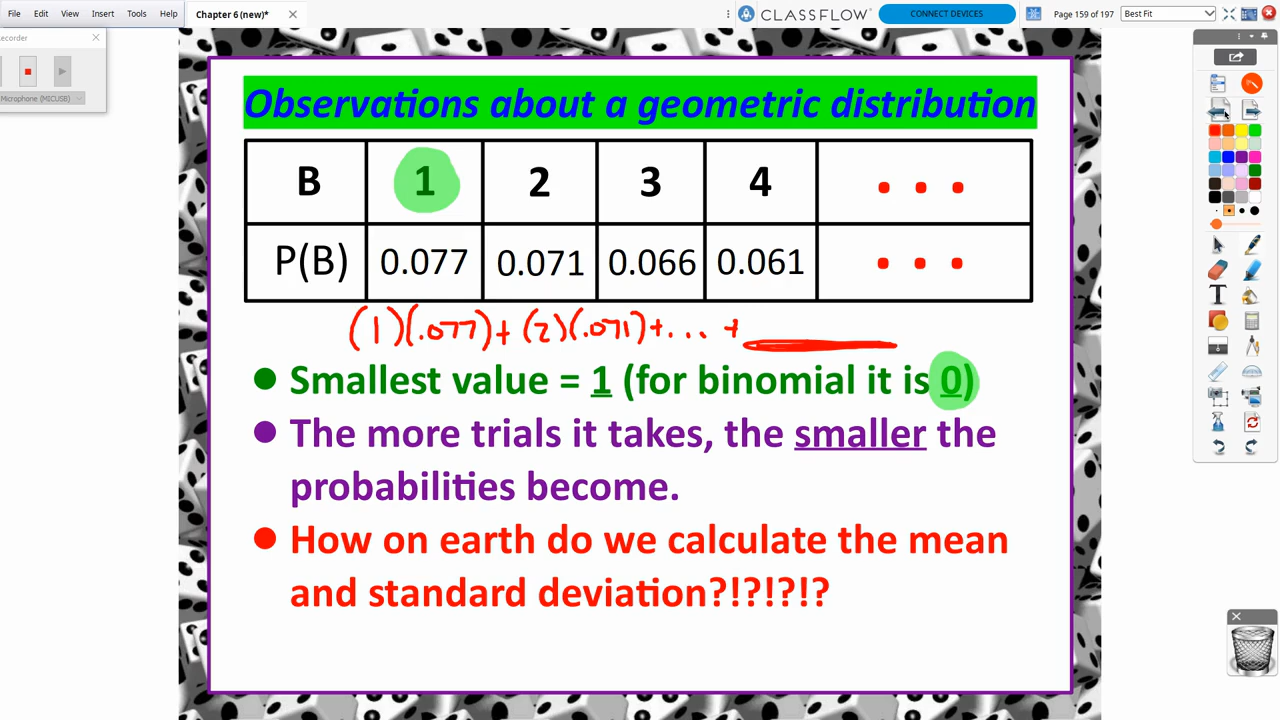 File Edit View Insert Tools Help Chapter 6 (new)* CLASSFLOW CONNECT DEVICES Page 159 of 197 Best Fit
ecorder
Microphone (MICUSB)
Observations about a geometric distribution
B 1 2 3 4 . . .
P(B) 0.077 0.071 0.066 0.061 . . .
(1)(.077)+(2)(.071)+... +
● Smallest value = 1 (for binomial it is 0)
● The more trials it takes, the smaller the
probabilities become.
● How on earth do we calculate the mean
and standard deviation?!?!?!?